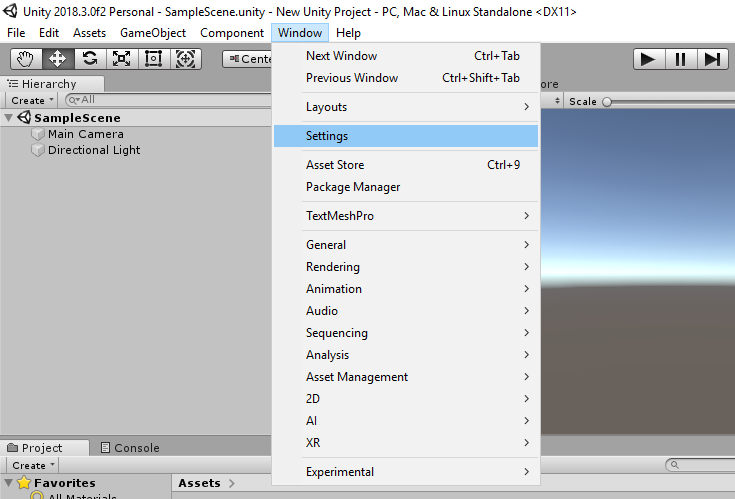 Unity 2018.3.0f2 Personal - SampleScene.unity - New Unity Project - PC, Mac & Linux Standalone <DX11>
File Edit Assets GameObject Component Window Help
Hierarchy
Create All
SampleScene
Main Camera
Directional Light
Next Window Ctrl+Tab
Previous Window Ctrl+Shift+Tab
Layouts
Settings
Asset Store Ctrl+9
Package Manager
TextMeshPro
General
Rendering
Animation
Audio
Sequencing
Analysis
Asset Management
2D
AI
XR
Experimental
Scale
Project Console
Create
Favorites Assets
All Materials